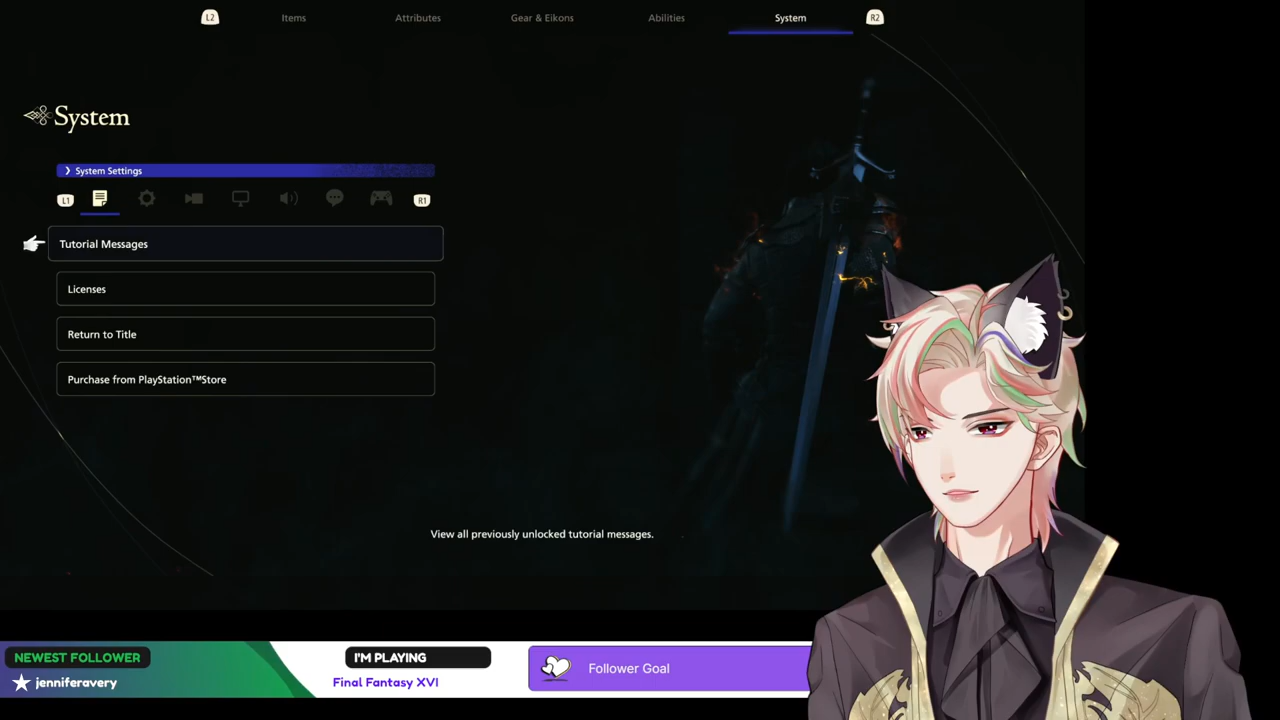 L2 Items Attributes Gear & Eikons Abilities System R2
System
System Settings
L1 R1
Tutorial Messages
Licenses
Return to Title
Purchase from PlayStation™Store
View all previously unlocked tutorial messages.
NEWEST FOLLOWER
jenniferavery
I'M PLAYING
Final Fantasy XVI
Follower Goal